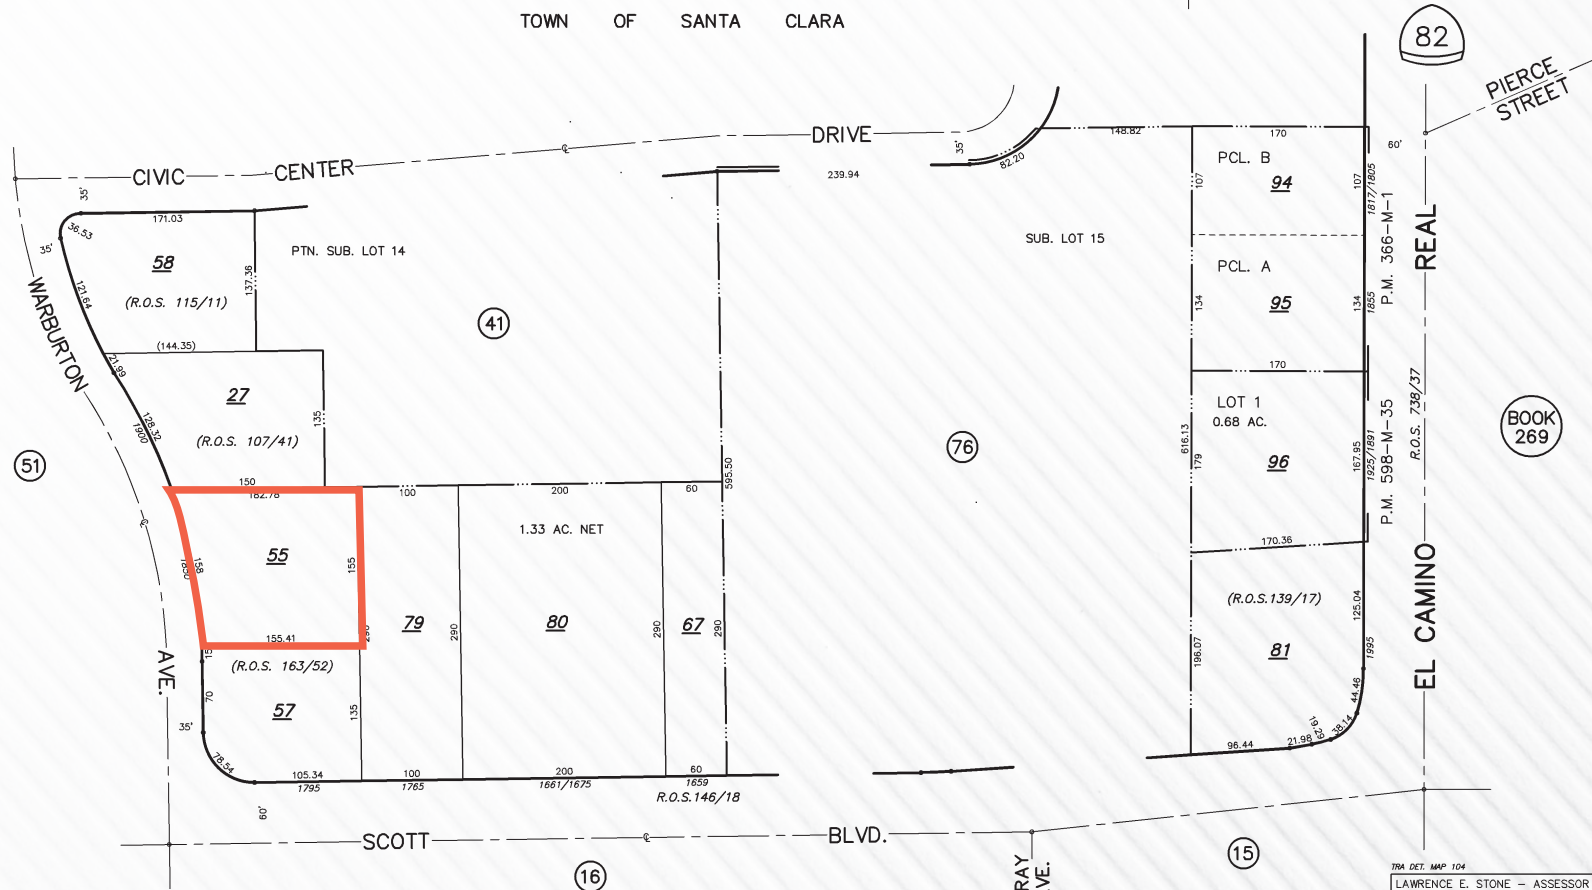 TOWN OF SANTA CLARA
82
PIERCE
STREET
CIVIC CENTER DRIVE
35'
35'
148.82
170
60'
36.53
171.03
82.20
239.94
PCL. B
94
107
107
1817/1805
35'
58
PTN. SUB. LOT 14
SUB. LOT 15
137.36
121.64
(R.O.S. 115/11)
PCL. A
95
134
134
1855
P.M. 366-M-1
REAL
WARBURTON
41
(144.35)
21.99
170
27
135
128.32
1900
(R.O.S. 107/41)
LOT 1
0.68 AC.
96
616.13
179
167.95
1925/1891
P.M. 598-M-35
R.O.S. 738/37
BOOK
269
51
76
150
182.78
100
200
60
595.50
1.33 AC. NET
170.36
55
158
1850
155
155.41
79
290
80
290
67
290
(R.O.S.139/17)
125.04
196.07
81
1995
EL CAMINO
AVE.
(R.O.S. 163/52)
70
57
135
35'
78.54
44.46
38.14
19.29
21.98
96.44
105.34
100
200
60
1795
1765
1661/1675
1659
R.O.S.146/18
60'
SCOTT BLVD.
16
RAY
VE.
15
TRA DET. MAP 104
LAWRENCE E. STONE - ASSESSOR